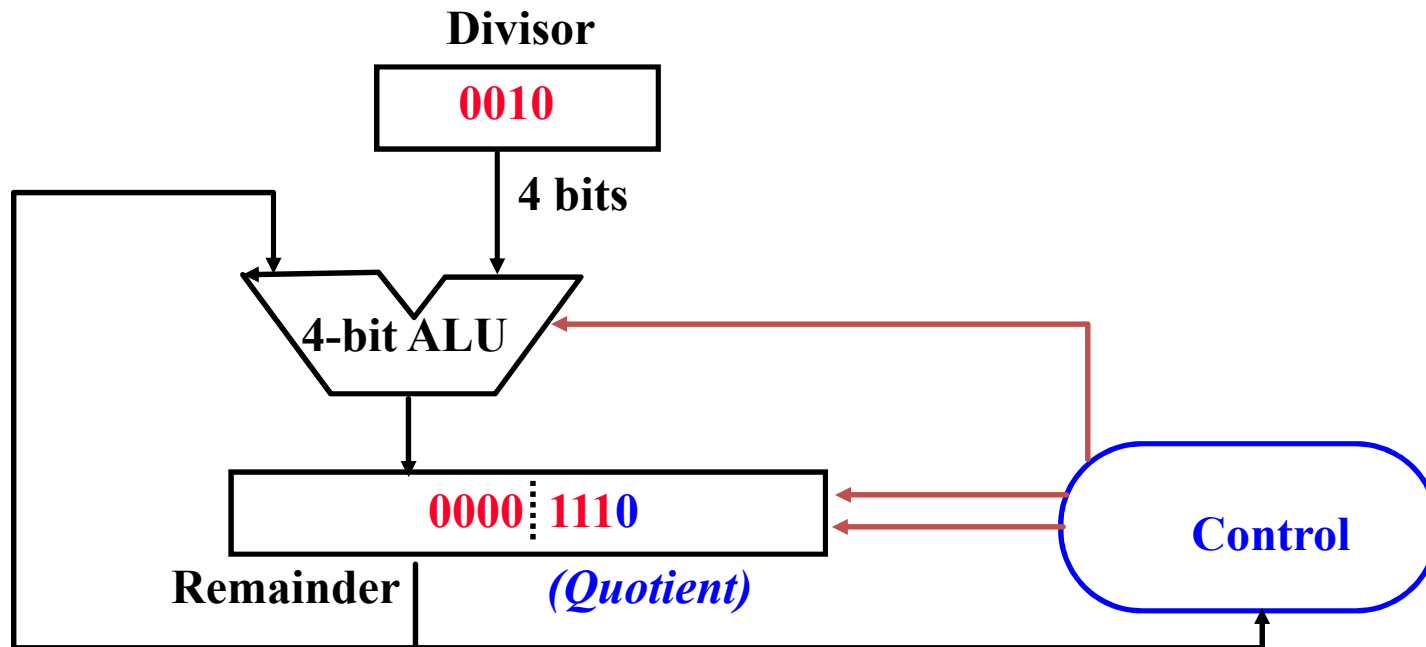 Divisor
0010
4 bits
4-bit ALU
0000 1110
Control
Remainder (Quotient)